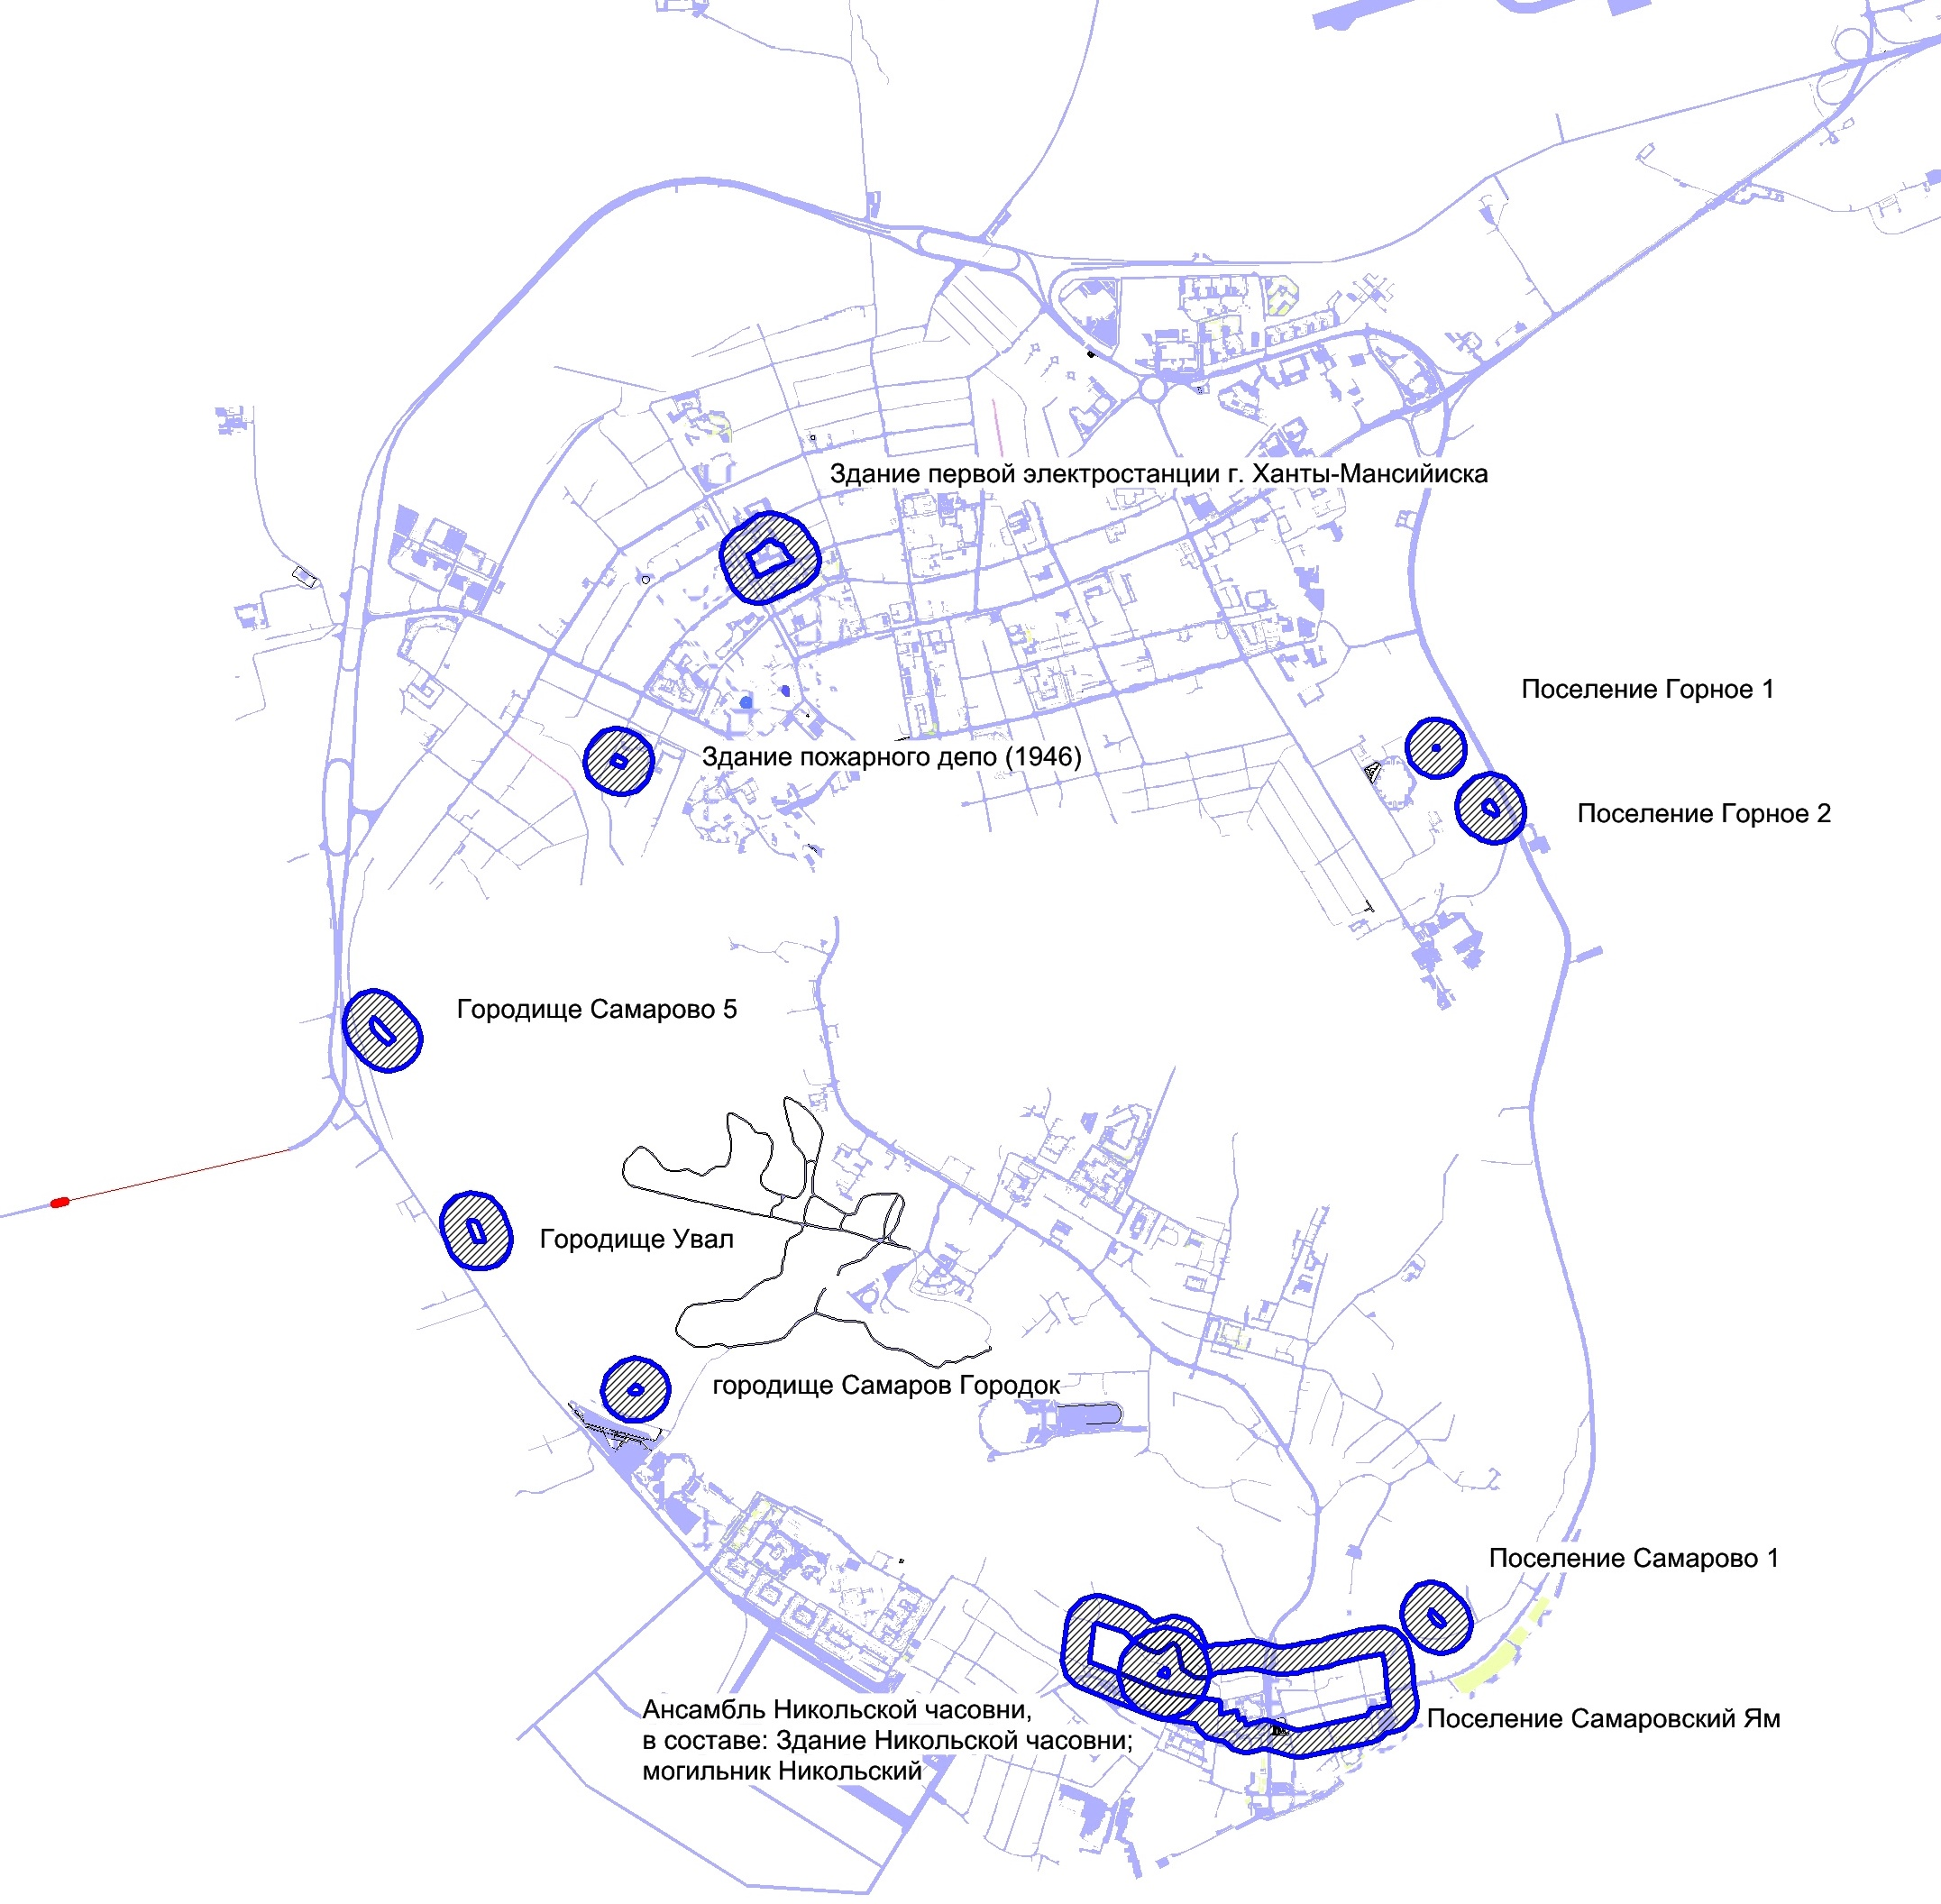 Здание первой электростанции г. Ханты-Мансийиска
Поселение Горное 1
Здание пожарного депо (1946)
Поселение Горное 2
Городище Самарово 5
Городище Увал
городище Самаров Городок
Поселение Самарово 1
Ансамбль Никольской часовни,
в составе: Здание Никольской часовни;
могильник Никольский
Поселение Самаровский Ям